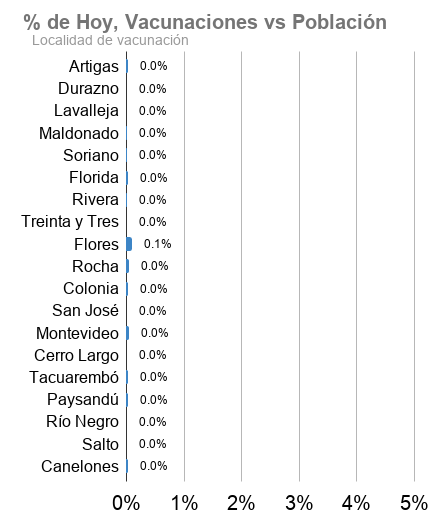 % de Hoy, Vacunaciones vs Población
Localidad de vacunación
Artigas 0.0%
Durazno 0.0%
Lavalleja 0.0%
Maldonado 0.0%
Soriano 0.0%
Florida 0.0%
Rivera 0.0%
Treinta y Tres 0.0%
Flores 0.1%
Rocha 0.0%
Colonia 0.0%
San José 0.0%
Montevideo 0.0%
Cerro Largo 0.0%
Tacuarembó 0.0%
Paysandú 0.0%
Río Negro 0.0%
Salto 0.0%
Canelones 0.0%
0% 1% 2% 3% 4% 5%